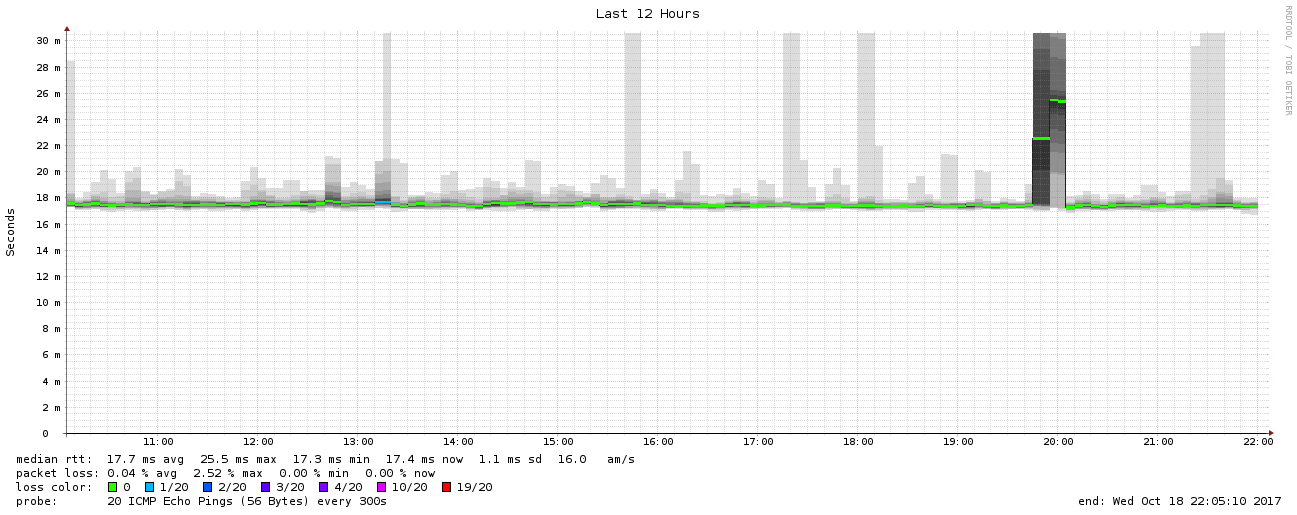 Last 12 Hours
RRDTOOL / TOBI OETIKER
Seconds
30 m
28 m
26 m
24 m
22 m
20 m
18 m
16 m
14 m
12 m
10 m
8 m
6 m
4 m
2 m
0
11:00 12:00 13:00 14:00 15:00 16:00 17:00 18:00 19:00 20:00 21:00 22:00
median rtt: 17.7 ms avg 25.5 ms max 17.3 ms min 17.4 ms now 1.1 ms sd 16.0 am/s
packet loss: 0.04 % avg 2.52 % max 0.00 % min 0.00 % now
loss color: 0 1/20 2/20 3/20 4/20 10/20 19/20
probe: 20 ICMP Echo Pings (56 Bytes) every 300s end: Wed Oct 18 22:05:10 2017